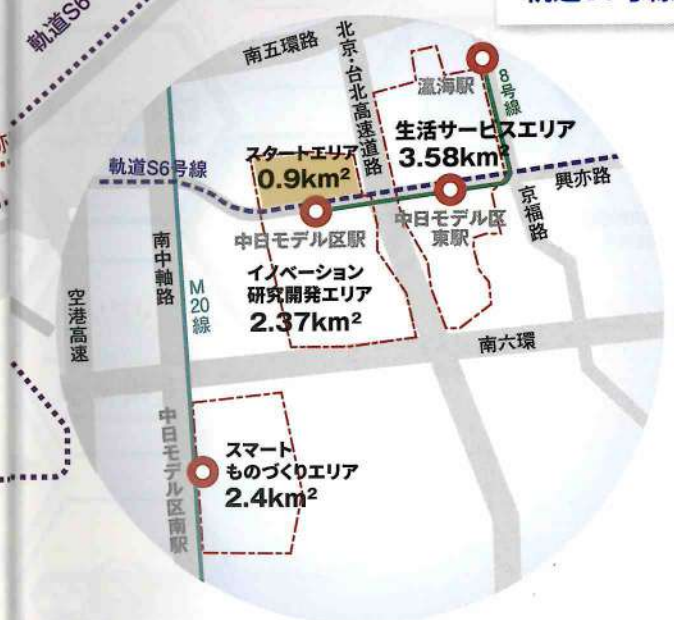 軌道S6
南五環路
北京・台北高速道路
瀛海駅
8号線
生活サービスエリア
3.58km²
スタートエリア
0.9km²
軌道S6号線
興亦路
中日モデル区駅
中日モデル区
東駅
京福路
南中軸路
M20線
イノベーション
研究開発エリア
2.37km²
空港高速
南六環
中日モデル区南駅
スマート
ものづくりエリア
2.4km²